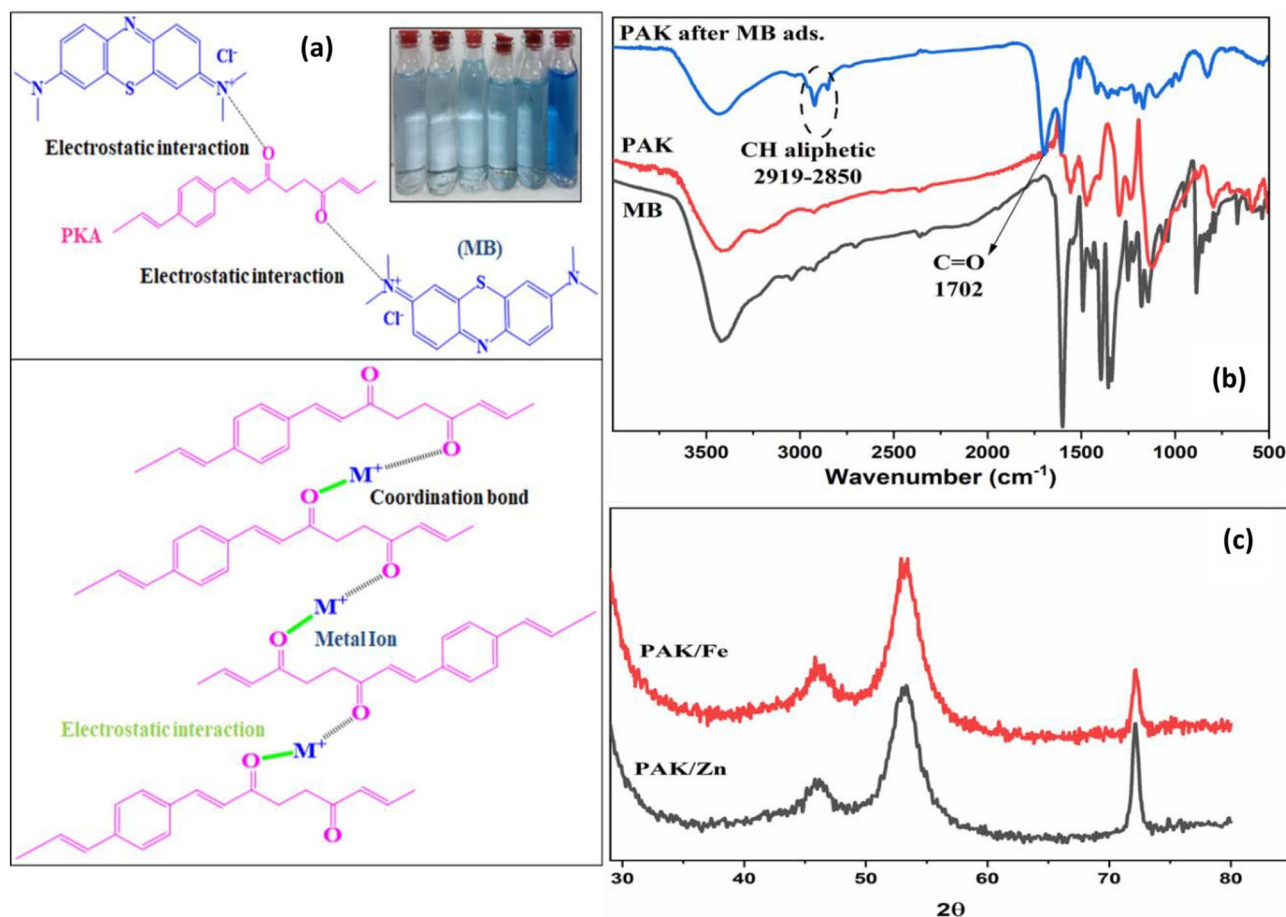 (a)
N
Cl-
N
S
N+
Electrostatic interaction
O
O
PKA
(MB)
Electrostatic interaction
N+
S
N
Cl-
N
O
O
M+
O
Coordination bond
O
M+
O
Metal Ion
O
Electrostatic interaction
O
M+
O
(b)
PAK after MB ads.
CH aliphetic
2919-2850
PAK
MB
C=O
1702
3500
3000
2500
2000
1500
1000
500
Wavenumber (cm-1)
(c)
PAK/Fe
PAK/Zn
30
40
50
60
70
80
2θ